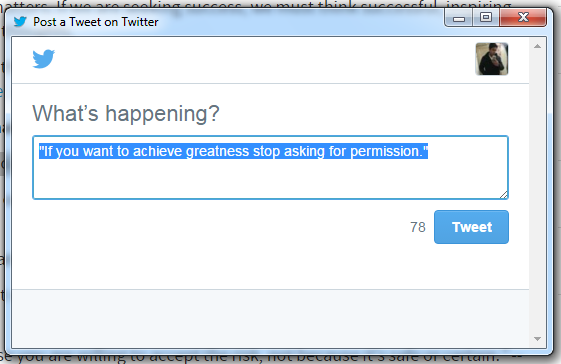 matters. If we are seeking success, we must think successful, inspiring
Post a Tweet on Twitter
What's happening?
"If you want to achieve greatness stop asking for permission."
78
Tweet
se you are willing to accept the risk, not because it's safe or certain."